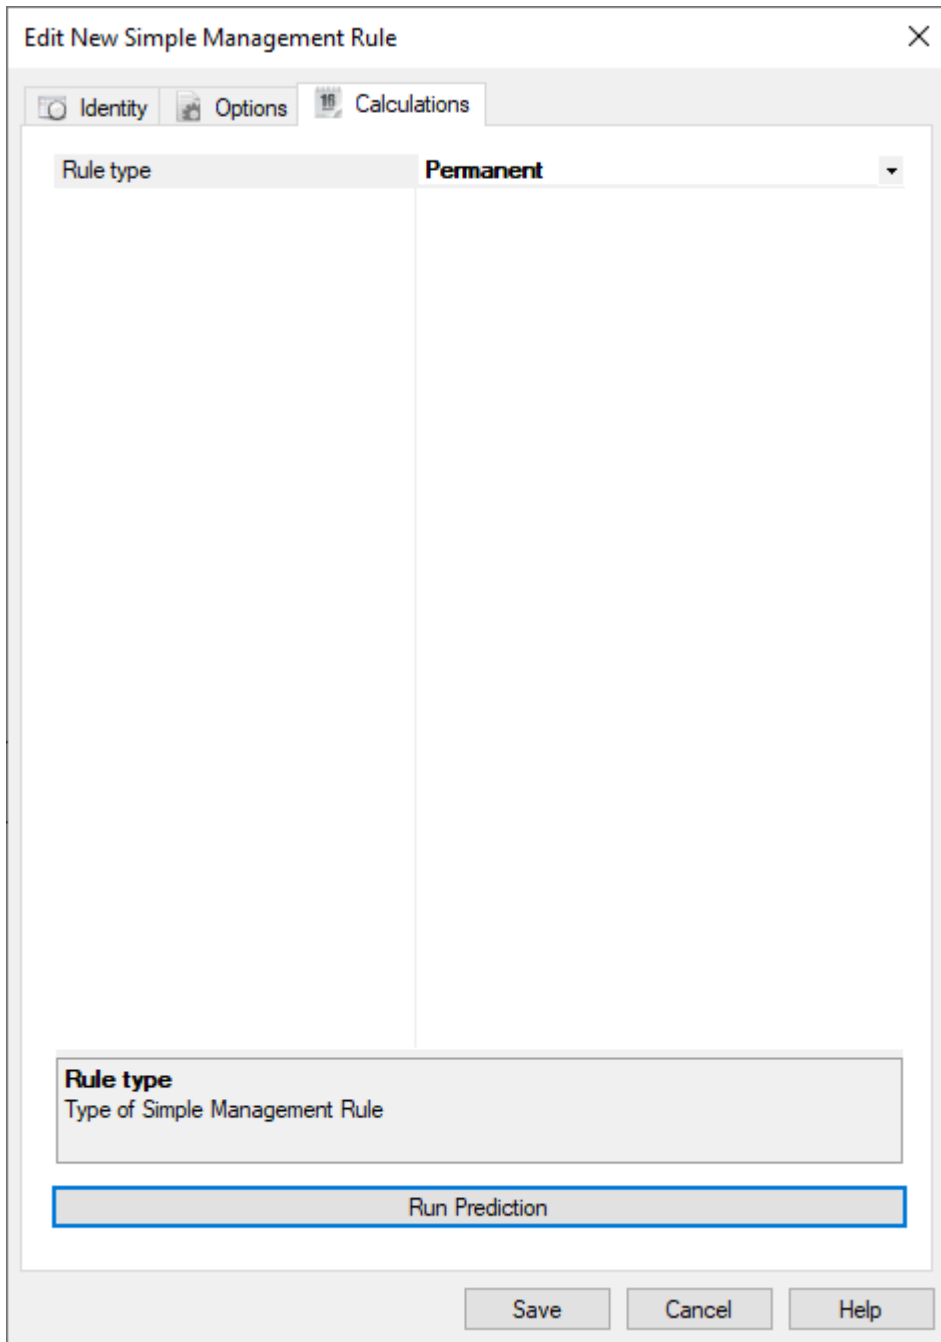 Edit New Simple Management Rule
Identity Options 16 Calculations
Rule type Permanent
Rule type
Type of Simple Management Rule
Run Prediction
Save Cancel Help